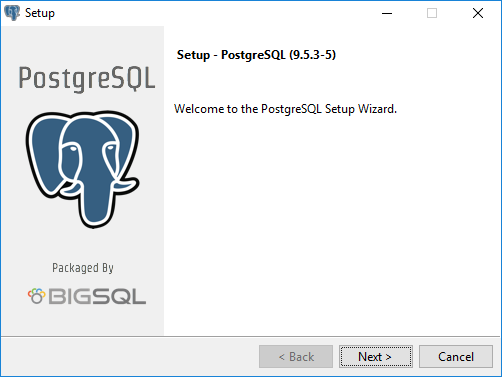 Setup
PostgreSQL
Packaged By
BIGSQL
Setup - PostgreSQL (9.5.3-5)
Welcome to the PostgreSQL Setup Wizard.
< Back
Next >
Cancel